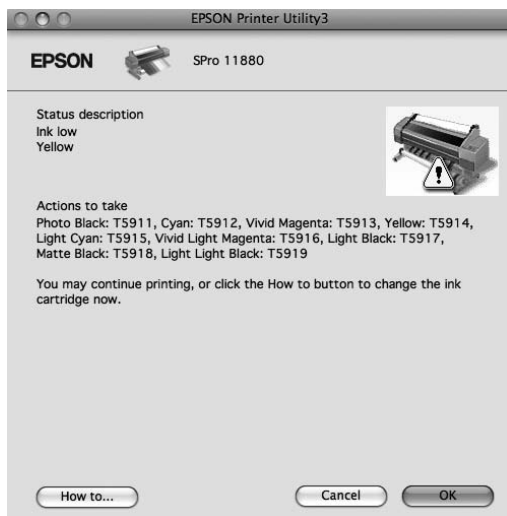 EPSON Printer Utility3
EPSON
SPro 11880
Status description
Ink low
Yellow
Actions to take
Photo Black: T5911, Cyan: T5912, Vivid Magenta: T5913, Yellow: T5914,
Light Cyan: T5915, Vivid Light Magenta: T5916, Light Black: T5917,
Matte Black: T5918, Light Light Black: T5919
You may continue printing, or click the How to button to change the ink
cartridge now.
How to...
Cancel
OK